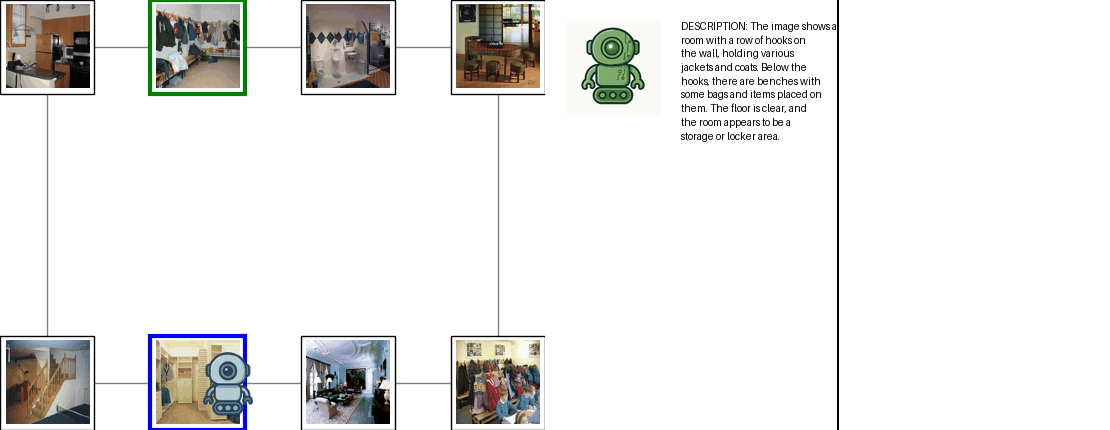 DESCRIPTION: The image shows a
room with a row of hooks on
the wall, holding various
jackets and coats. Below the
hooks, there are benches with
some bags and items placed on
them. The floor is clear, and
the room appears to be a
storage or locker area.